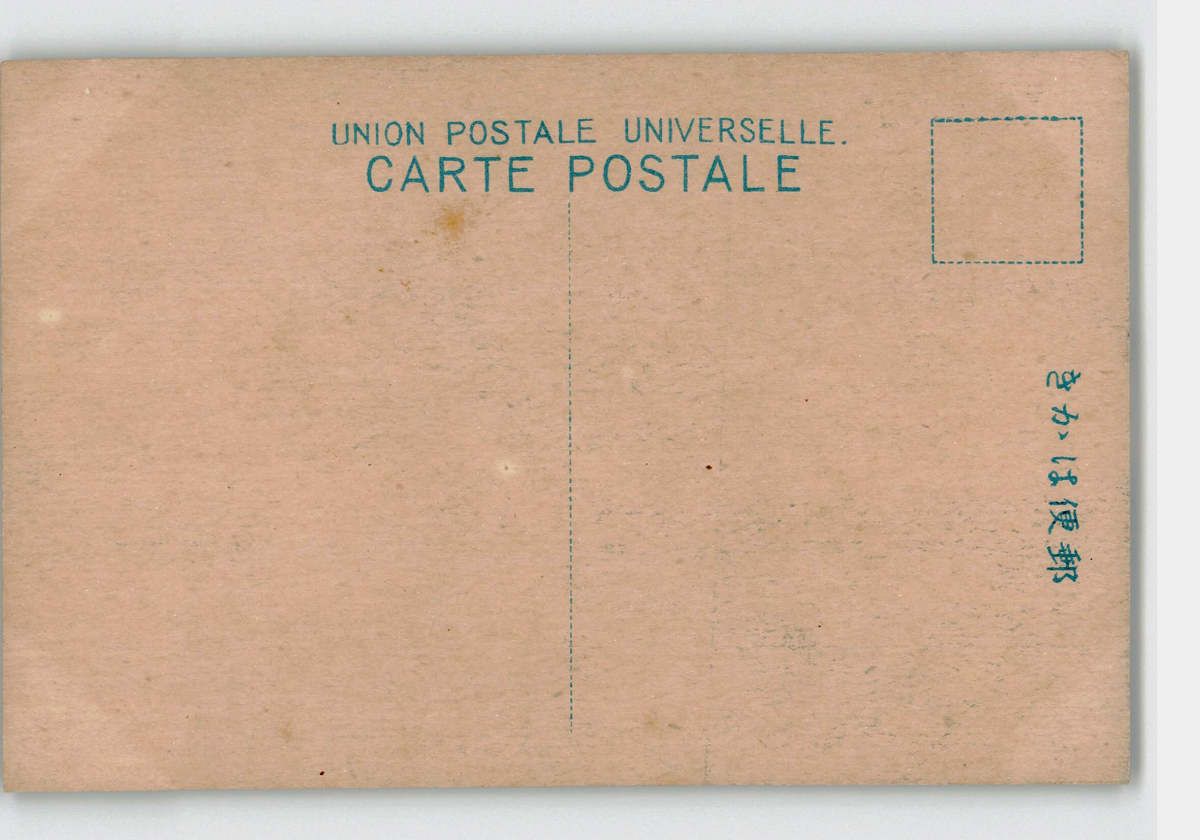 UNION POSTALE UNIVERSELLE.
CARTE POSTALE
きかは便郵